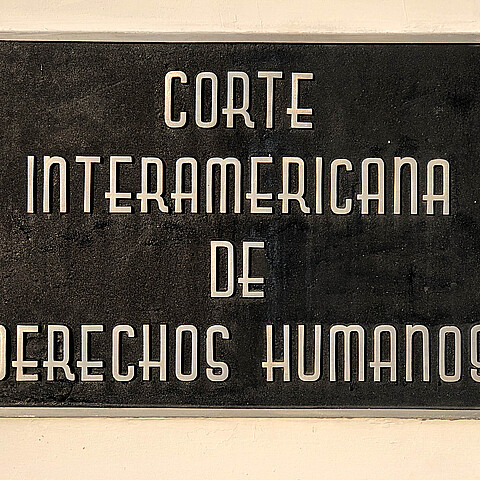 CORTE
INTERAMERICANA
DE
DERECHOS HUMANOS